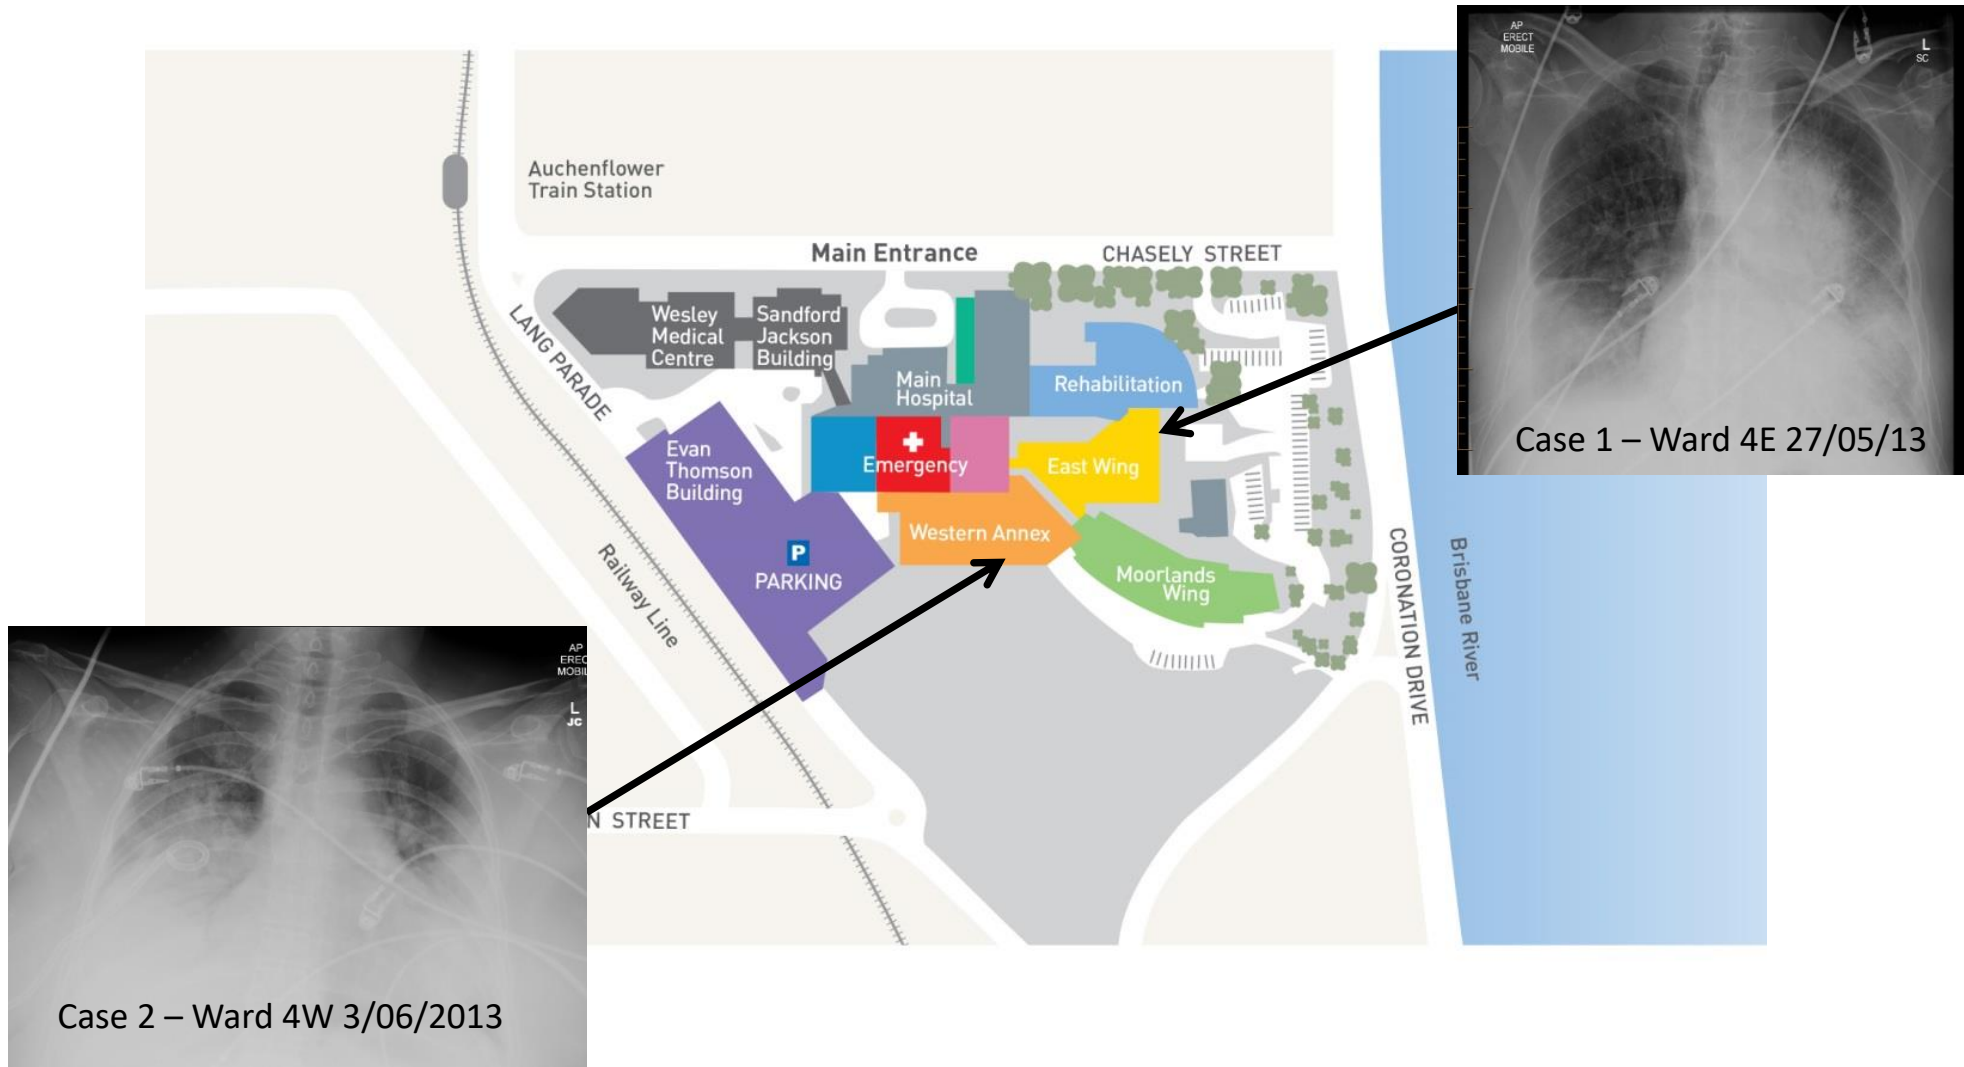 AP
ERECT
MOBILE
L
SC
Case 1 – Ward 4E 27/05/13
Auchenflower
Train Station
Main Entrance
CHASELY STREET
LANG PARADE
Wesley
Medical
Centre
Sandford
Jackson
Building
Main
Hospital
Rehabilitation
Evan
Thomson
Building
Emergency
East Wing
Western Annex
P
PARKING
Moorlands
Wing
Railway Line
CORONATION DRIVE
Brisbane River
N STREET
AP
EREC
MOBIL
L
JC
Case 2 – Ward 4W 3/06/2013